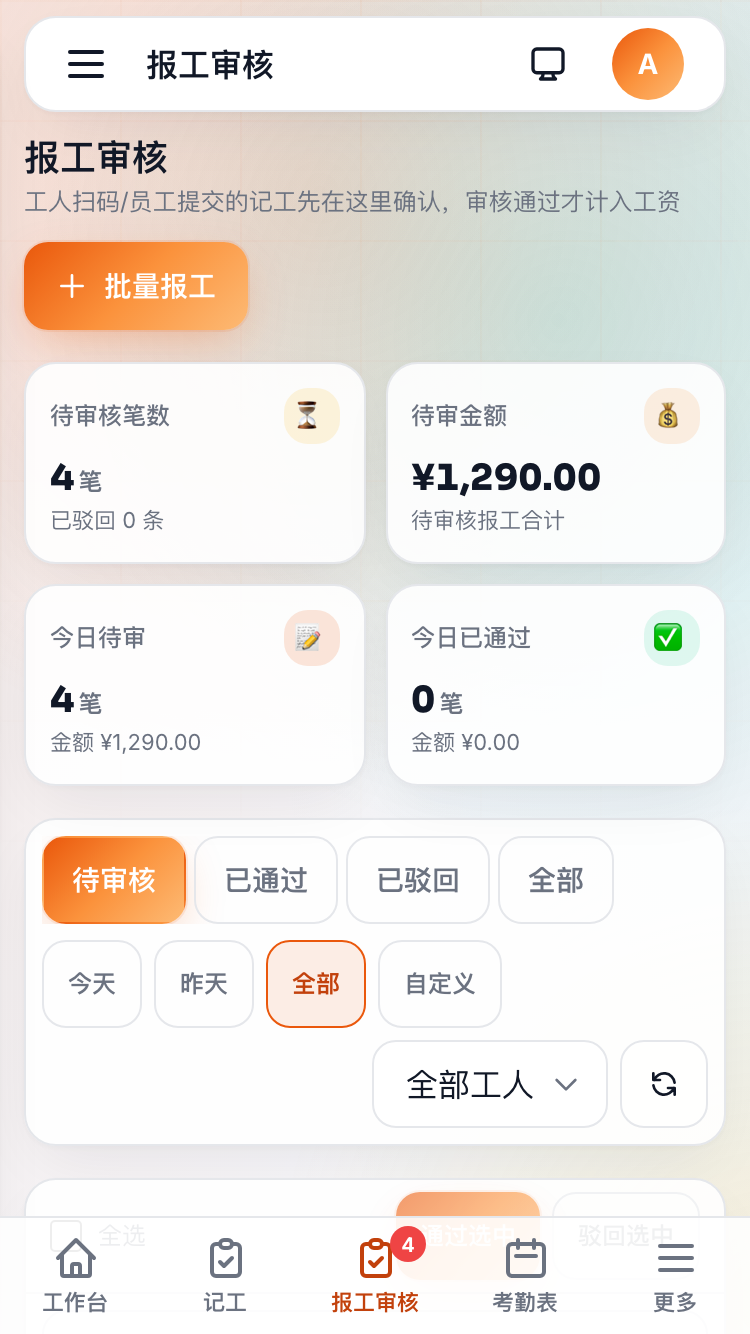 报工审核
A
报工审核
工人扫码/员工提交的记工先在这里确认，审核通过才计入工资
批量报工
待审核笔数
4 笔
已驳回 0 条
待审金额
¥1,290.00
待审核报工合计
今日待审
4 笔
金额 ¥1,290.00
今日已通过
0 笔
金额 ¥0.00
待审核 已通过 已驳回 全部
今天 昨天 全部 自定义
全部工人
全选 通过选中 驳回选中
4
工作台 记工 报工审核 考勤表 更多